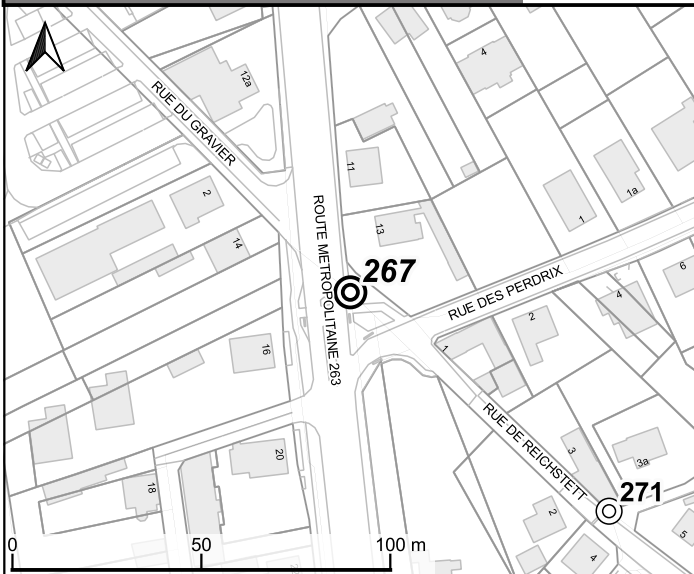 4
12a
RUE DU GRAVIER
11
1a
2
1
ROUTE METROPOLITAINE 263
13
14
267
6
RUE DES PERDRIX
4
2
16
1
RUE DE REICHSTETT
3
20
3a
18
271
2
5
4
0 50 100 m